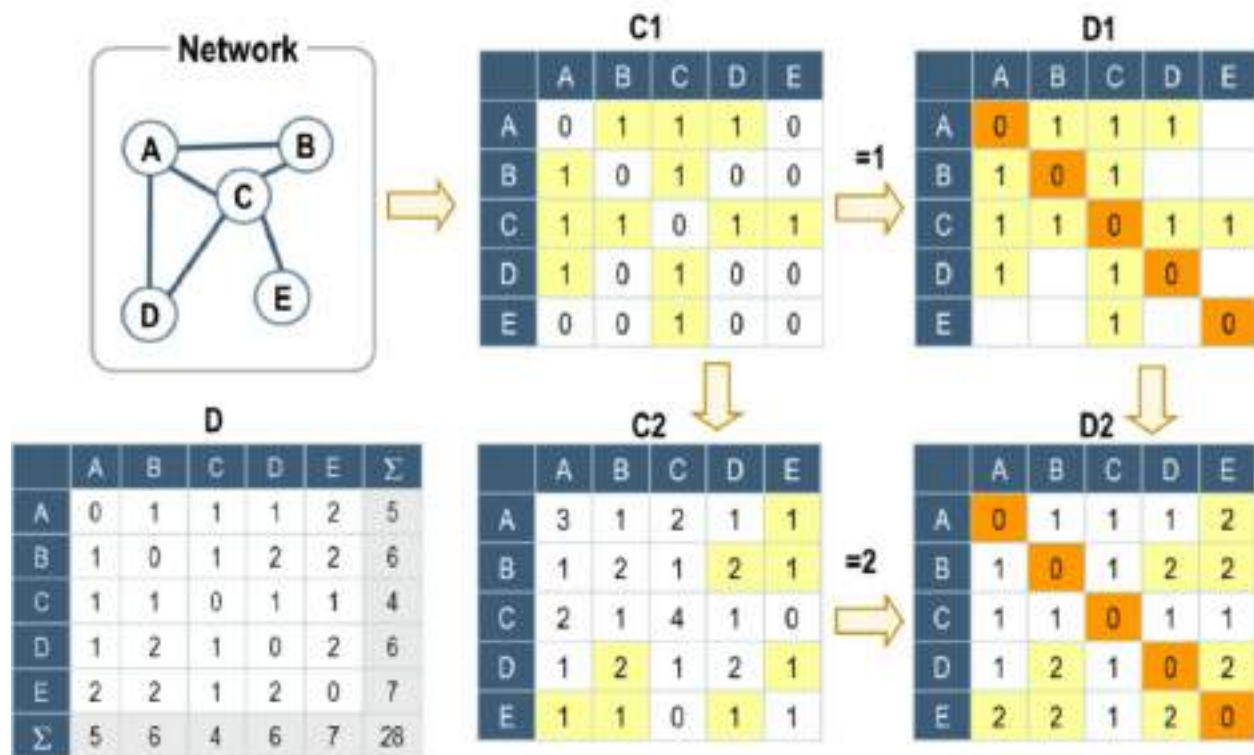 Network
A
B
C
D
E
C1
A B C D E
A 0 1 1 1 0
B 1 0 1 0 0
C 1 1 0 1 1
D 1 0 1 0 0
E 0 0 1 0 0
=1
D1
A B C D E
A 0 1 1 1
B 1 0 1
C 1 1 0 1 1
D 1 1 0
E 1 0
D
A B C D E Σ
A 0 1 1 1 2 5
B 1 0 1 2 2 6
C 1 1 0 1 1 4
D 1 2 1 0 2 6
E 2 2 1 2 0 7
Σ 5 6 4 6 7 28
C2
A B C D E
A 3 1 2 1 1
B 1 2 1 2 1
C 2 1 4 1 0
D 1 2 1 2 1
E 1 1 0 1 1
=2
D2
A B C D E
A 0 1 1 1 2
B 1 0 1 2 2
C 1 1 0 1 1
D 1 2 1 0 2
E 2 2 1 2 0